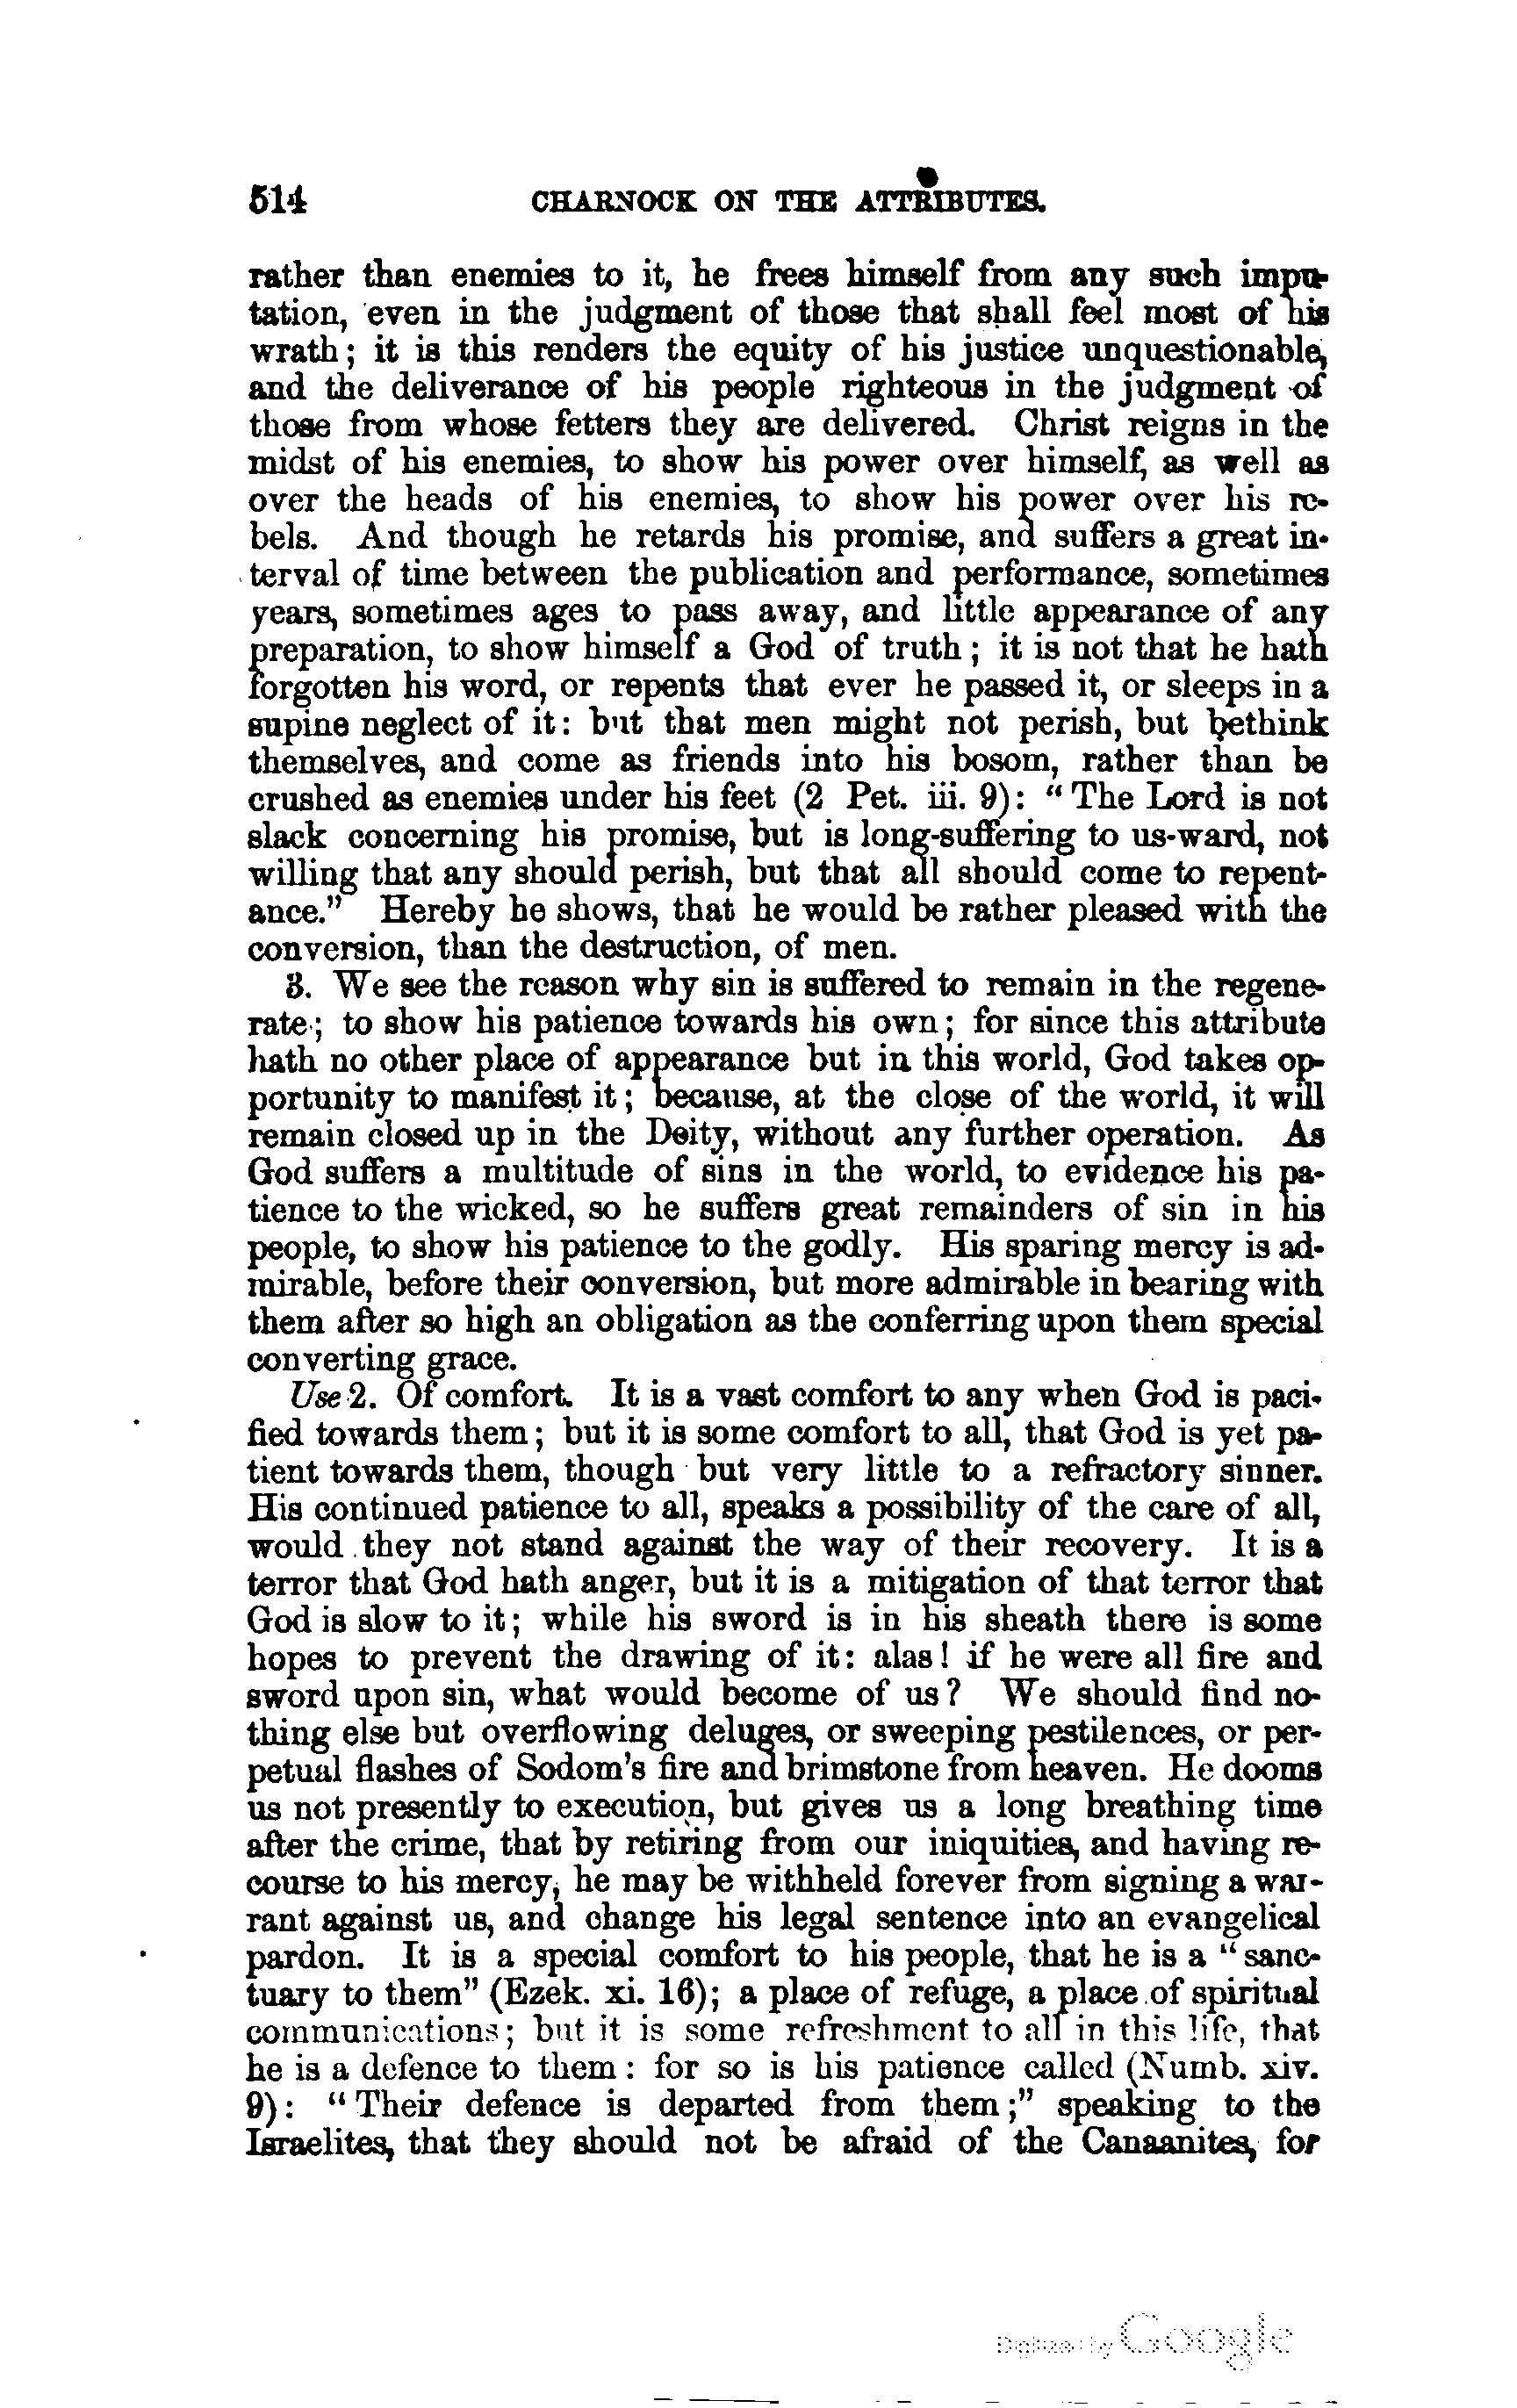 514 CHARNOCK ON THE ATTRIBUTES.
rather than enemies to it, he frees himself from any such impu-
tation, even in the judgment of those that shall feel most of his
wrath; it is this renders the equity of his justice unquestionable,
and the deliverance of his people righteous in the judgment of
those from whose fetters they are delivered. Christ reigns in the
midst of his enemies, to show his power over himself, as well as
over the heads of his enemies, to show his power over his re-
bels. And though he retards his promise, and suffers a great in-
terval of time between the publication and performance, sometimes
years, sometimes ages to pass away, and little appearance of any
preparation, to show himself a God of truth; it is not that he hath
forgotten his word, or repents that ever he passed it, or sleeps in a
supine neglect of it: but that men might not perish, but bethink
themselves, and come as friends into his bosom, rather than be
crushed as enemies under his feet (2 Pet. iii. 9): "The Lord is not
slack concerning his promise, but is long-suffering to us-ward, not
willing that any should perish, but that all should come to repent-
ance." Hereby he shows, that he would be rather pleased with the
conversion, than the destruction, of men.
3. We see the reason why sin is suffered to remain in the regene-
rate; to show his patience towards his own; for since this attribute
hath no other place of appearance but in this world, God takes op-
portunity to manifest it; because, at the close of the world, it will
remain closed up in the Deity, without any further operation. As
God suffers a multitude of sins in the world, to evidence his pa-
tience to the wicked, so he suffers great remainders of sin in his
people, to show his patience to the godly. His sparing mercy is ad-
mirable, before their conversion, but more admirable in bearing with
them after so high an obligation as the conferring upon them special
converting grace.
Use 2. Of comfort. It is a vast comfort to any when God is paci-
fied towards them; but it is some comfort to all, that God is yet pa-
tient towards them, though but very little to a refractory sinner.
His continued patience to all, speaks a possibility of the care of all,
would they not stand against the way of their recovery. It is a
terror that God hath anger, but it is a mitigation of that terror that
God is slow to it; while his sword is in his sheath there is some
hopes to prevent the drawing of it: alas! if he were all fire and
sword upon sin, what would become of us? We should find no-
thing else but overflowing deluges, or sweeping pestilences, or per-
petual flashes of Sodom's fire and brimstone from heaven. He dooms
us not presently to execution, but gives us a long breathing time
after the crime, that by retiring from our iniquities, and having re-
course to his mercy, he may be withheld forever from signing a war-
rant against us, and change his legal sentence into an evangelical
pardon. It is a special comfort to his people, that he is a "sanc-
tuary to them" (Ezek. xi. 16); a place of refuge, a place of spiritual
communications; but it is some refreshment to all in this life, that
he is a defence to them: for so is his patience called (Numb. xiv.
9): "Their defence is departed from them;" speaking to the
Israelites, that they should not be afraid of the Canaanites, for
Digitized by Google